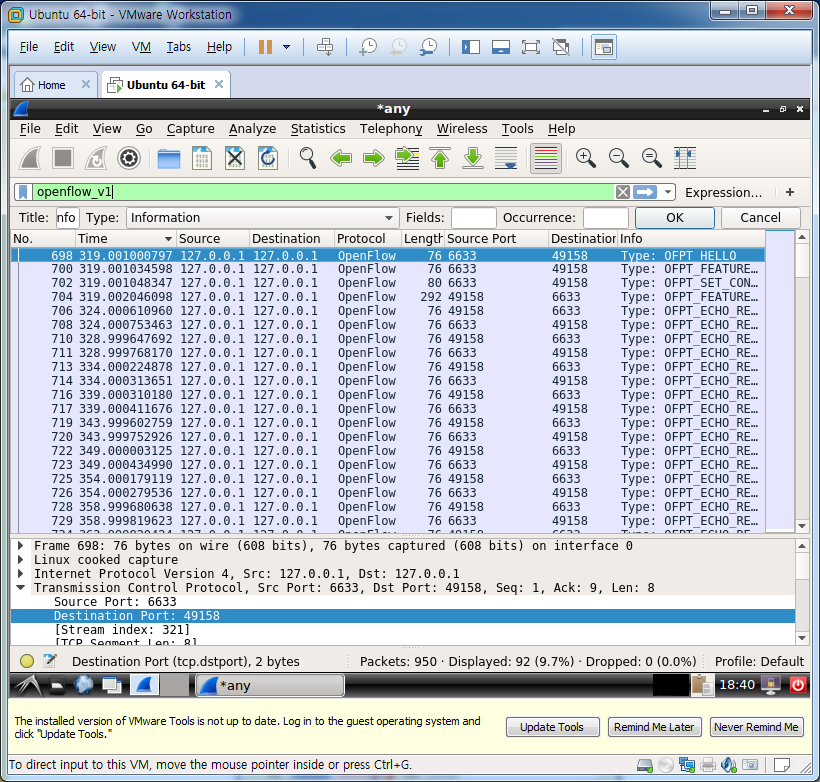 Ubuntu 64-bit - VMware Workstation
File Edit View VM Tabs Help
Home Ubuntu 64-bit
*any
File Edit View Go Capture Analyze Statistics Telephony Wireless Tools Help
openflow_v1 Expression… +
Title: nfo Type: Information Fields: Occurrence: OK Cancel
No. Time Source Destination Protocol Length Source Port Destination Info
698 319.001000797 127.0.0.1 127.0.0.1 OpenFlow 76 6633 49158 Type: OFPT_HELLO
700 319.001034598 127.0.0.1 127.0.0.1 OpenFlow 76 6633 49158 Type: OFPT_FEATURE…
702 319.001048347 127.0.0.1 127.0.0.1 OpenFlow 80 6633 49158 Type: OFPT_SET_CON…
704 319.002046098 127.0.0.1 127.0.0.1 OpenFlow 292 49158 6633 Type: OFPT_FEATURE…
706 324.000610960 127.0.0.1 127.0.0.1 OpenFlow 76 49158 6633 Type: OFPT_ECHO_RE…
708 324.000753463 127.0.0.1 127.0.0.1 OpenFlow 76 6633 49158 Type: OFPT_ECHO_RE…
710 328.999647692 127.0.0.1 127.0.0.1 OpenFlow 76 49158 6633 Type: OFPT_ECHO_RE…
711 328.999768170 127.0.0.1 127.0.0.1 OpenFlow 76 6633 49158 Type: OFPT_ECHO_RE…
713 334.000224878 127.0.0.1 127.0.0.1 OpenFlow 76 49158 6633 Type: OFPT_ECHO_RE…
714 334.000313651 127.0.0.1 127.0.0.1 OpenFlow 76 6633 49158 Type: OFPT_ECHO_RE…
716 339.000310180 127.0.0.1 127.0.0.1 OpenFlow 76 49158 6633 Type: OFPT_ECHO_RE…
717 339.000411676 127.0.0.1 127.0.0.1 OpenFlow 76 6633 49158 Type: OFPT_ECHO_RE…
719 343.999602759 127.0.0.1 127.0.0.1 OpenFlow 76 49158 6633 Type: OFPT_ECHO_RE…
720 343.999752926 127.0.0.1 127.0.0.1 OpenFlow 76 6633 49158 Type: OFPT_ECHO_RE…
722 349.000003125 127.0.0.1 127.0.0.1 OpenFlow 76 49158 6633 Type: OFPT_ECHO_RE…
723 349.000434990 127.0.0.1 127.0.0.1 OpenFlow 76 6633 49158 Type: OFPT_ECHO_RE…
725 354.000179119 127.0.0.1 127.0.0.1 OpenFlow 76 49158 6633 Type: OFPT_ECHO_RE…
726 354.000279536 127.0.0.1 127.0.0.1 OpenFlow 76 6633 49158 Type: OFPT_ECHO_RE…
728 358.999680638 127.0.0.1 127.0.0.1 OpenFlow 76 49158 6633 Type: OFPT_ECHO_RE…
729 358.999819623 127.0.0.1 127.0.0.1 OpenFlow 76 6633 49158 Type: OFPT_ECHO_RE…
Frame 698: 76 bytes on wire (608 bits), 76 bytes captured (608 bits) on interface 0
Linux cooked capture
Internet Protocol Version 4, Src: 127.0.0.1, Dst: 127.0.0.1
Transmission Control Protocol, Src Port: 6633, Dst Port: 49158, Seq: 1, Ack: 9, Len: 8
Source Port: 6633
Destination Port: 49158
[Stream index: 321]
[TCP Segment Len: 8]
Destination Port (tcp.dstport), 2 bytes Packets: 950 · Displayed: 92 (9.7%) · Dropped: 0 (0.0%) Profile: Default
*any 18:40
The installed version of VMware Tools is not up to date. Log in to the guest operating system and
click "Update Tools."
Update Tools Remind Me Later Never Remind Me
To direct input to this VM, move the mouse pointer inside or press Ctrl+G.